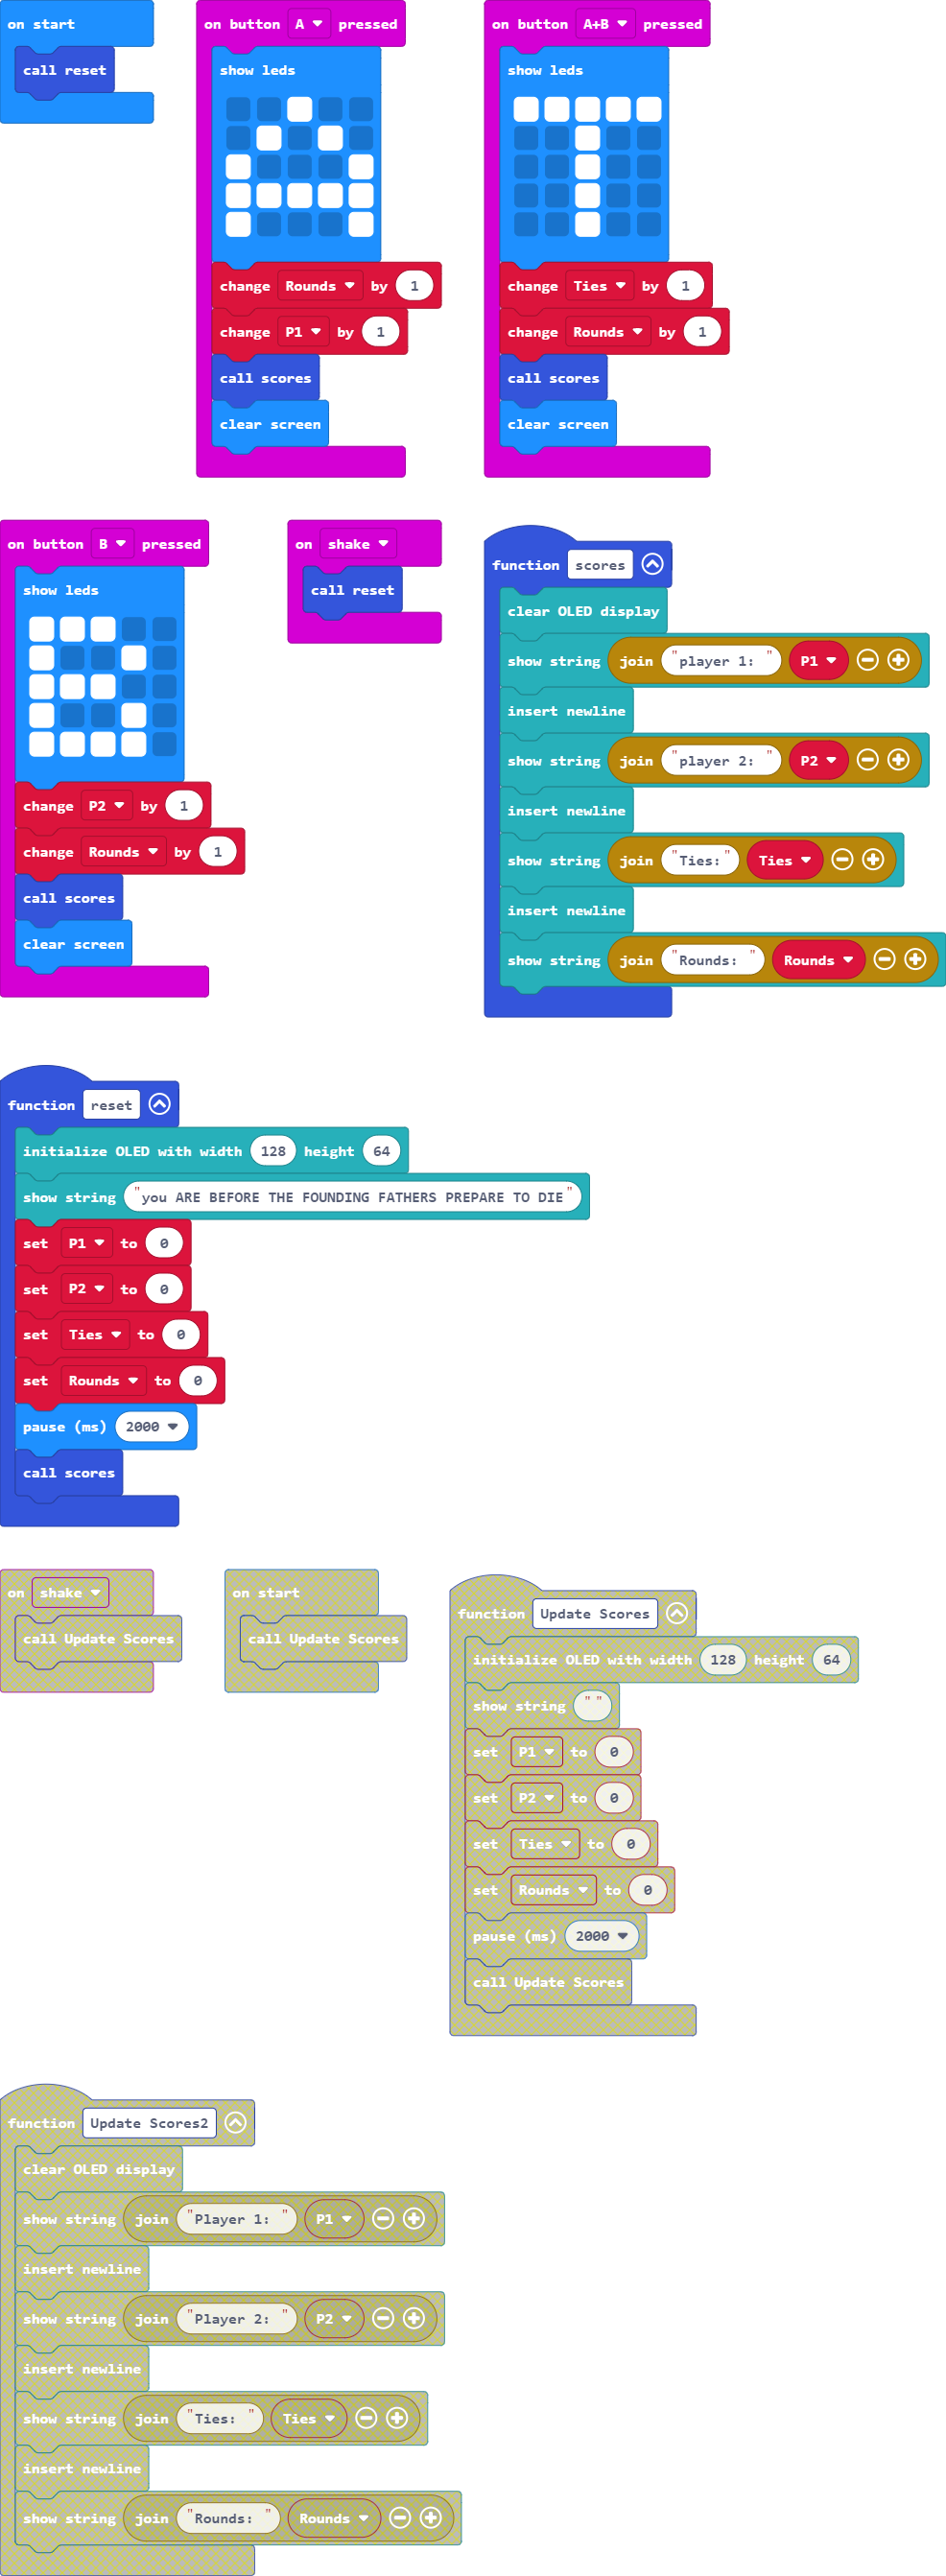 on start
call reset
on button A pressed
show leds
change Rounds by 1
change P1 by 1
call scores
clear screen
on button A+B pressed
show leds
change Ties by 1
change Rounds by 1
call scores
clear screen
on button B pressed
show leds
change P2 by 1
change Rounds by 1
call scores
clear screen
on shake
call reset
function scores
clear OLED display
show string join "player 1: " P1
insert newline
show string join "player 2: " P2
insert newline
show string join "Ties:" Ties
insert newline
show string join "Rounds: " Rounds
function reset
initialize OLED with width 128 height 64
show string "you ARE BEFORE THE FOUNDING FATHERS PREPARE TO DIE"
set P1 to 0
set P2 to 0
set Ties to 0
set Rounds to 0
pause (ms) 2000
call scores
on shake
call Update Scores
on start
call Update Scores
function Update Scores
initialize OLED with width 128 height 64
show string " "
set P1 to 0
set P2 to 0
set Ties to 0
set Rounds to 0
pause (ms) 2000
call Update Scores
function Update Scores2
clear OLED display
show string join "Player 1: " P1
insert newline
show string join "Player 2: " P2
insert newline
show string join "Ties: " Ties
insert newline
show string join "Rounds: " Rounds